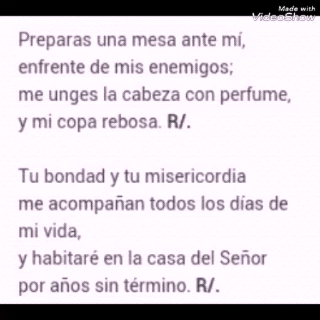 Made with
VideoShow
Preparas una mesa ante mí,
enfrente de mis enemigos;
me unges la cabeza con perfume,
y mi copa rebosa. R/.
Tu bondad y tu misericordia
me acompañan todos los días de
mi vida,
y habitaré en la casa del Señor
por años sin término. R/.